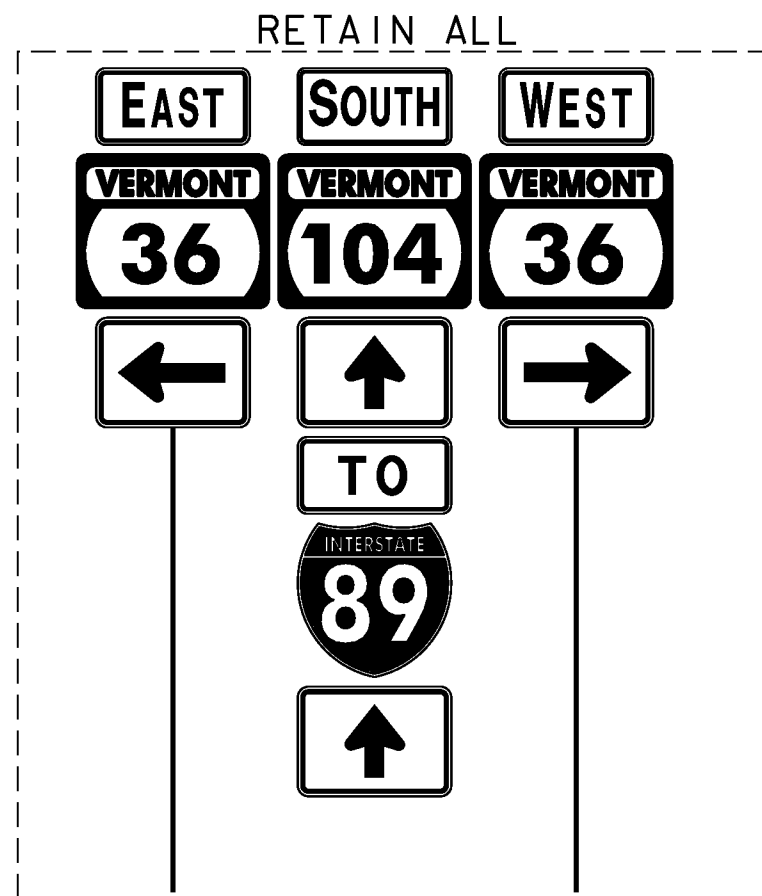 RETAIN ALL
EAST SOUTH WEST
VERMONT VERMONT VERMONT
36 104 36
TO
INTERSTATE
89